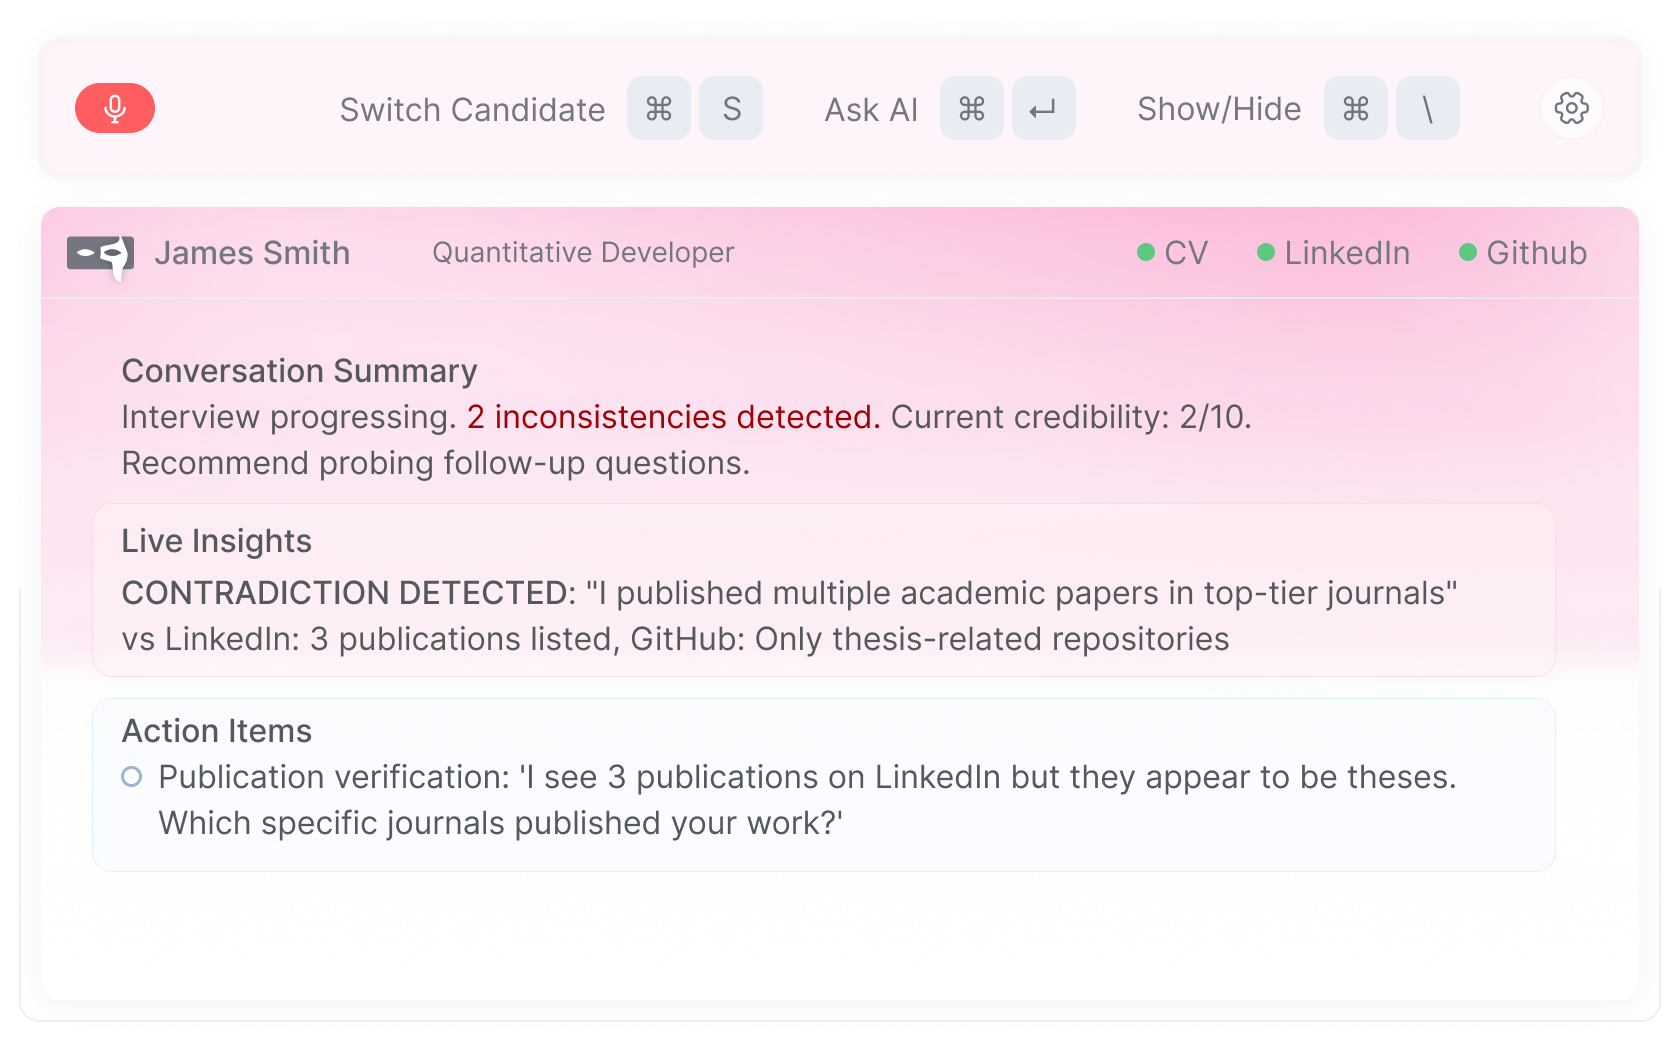 Switch Candidate ⌘ S Ask AI ⌘ ↵ Show/Hide ⌘ \
James Smith Quantitative Developer CV LinkedIn Github
Conversation Summary
Interview progressing. 2 inconsistencies detected. Current credibility: 2/10.
Recommend probing follow-up questions.
Live Insights
CONTRADICTION DETECTED: "I published multiple academic papers in top-tier journals"
vs LinkedIn: 3 publications listed, GitHub: Only thesis-related repositories
Action Items
Publication verification: 'I see 3 publications on LinkedIn but they appear to be theses.
Which specific journals published your work?'